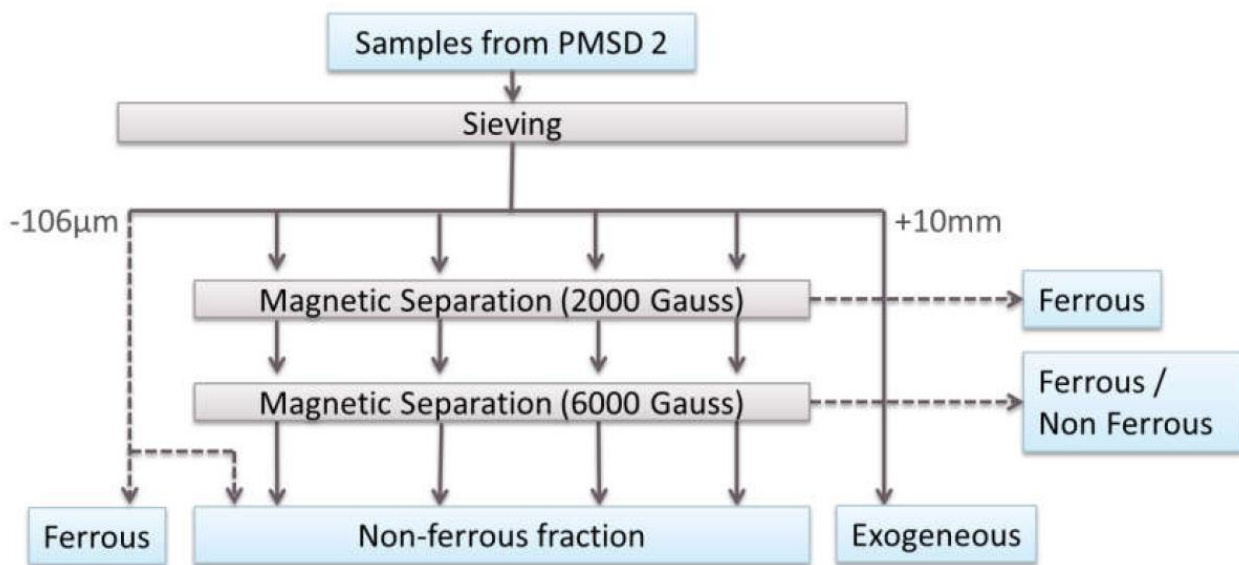 Samples from PMSD 2
Sieving
-106µm
+10mm
Magnetic Separation (2000 Gauss)
Ferrous
Magnetic Separation (6000 Gauss)
Ferrous /
Non Ferrous
Ferrous
Non-ferrous fraction
Exogeneous